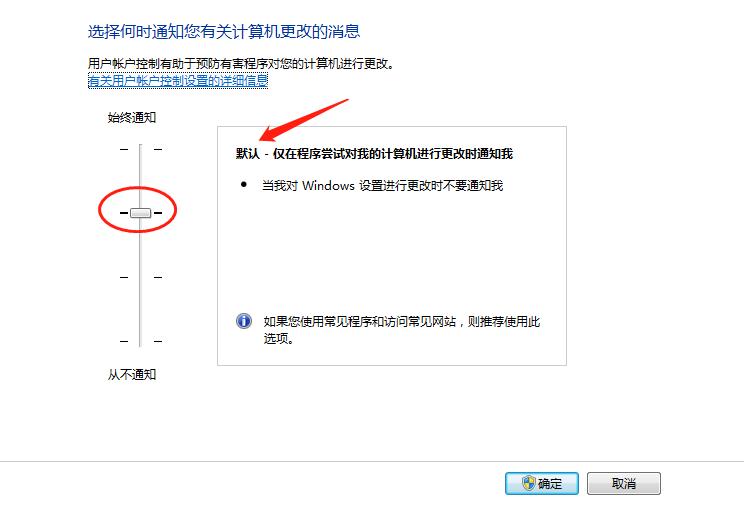 选择何时通知您有关计算机更改的消息
用户帐户控制有助于预防有害程序对您的计算机进行更改。
有关用户帐户控制设置的详细信息
始终通知
默认 - 仅在程序尝试对我的计算机进行更改时通知我
● 当我对 Windows 设置进行更改时不要通知我
如果您使用常见程序和访问常见网站，则推荐使用此
选项。
从不通知
确定
取消